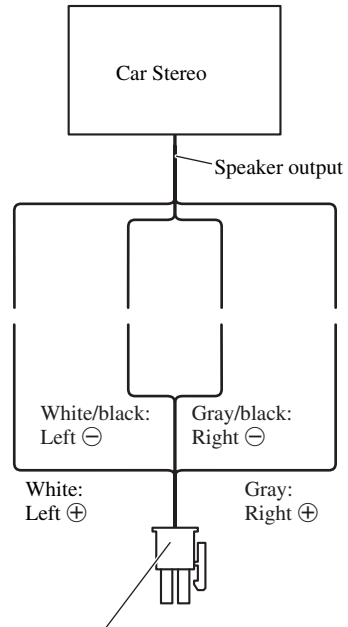 Car Stereo
Speaker output
White/black:
Left ⊖
Gray/black:
Right ⊖
White:
Left ⊕
Gray:
Right ⊕